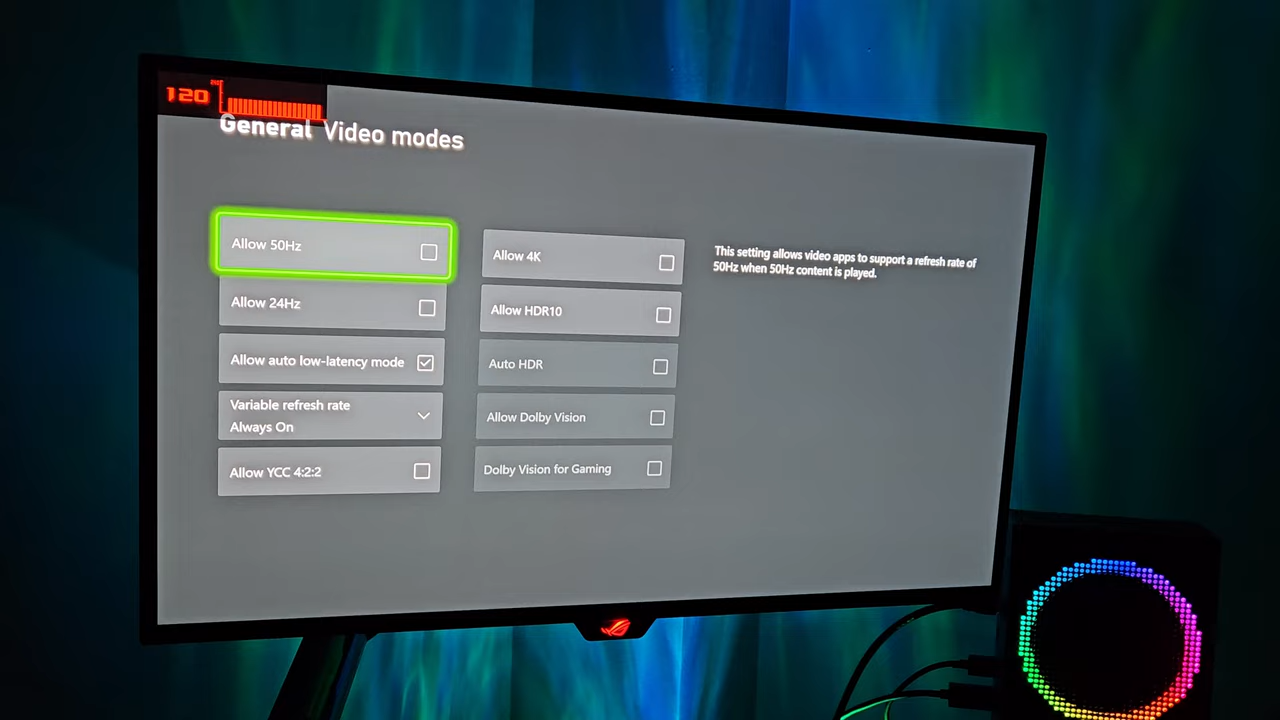 120
General Video modes
Allow 50Hz
Allow 24Hz
Allow auto low-latency mode
Variable refresh rate
Always On
Allow YCC 4:2:2
Allow 4K
Allow HDR10
Auto HDR
Allow Dolby Vision
Dolby Vision for Gaming
This setting allows video apps to support a refresh rate of
50Hz when 50Hz content is played.